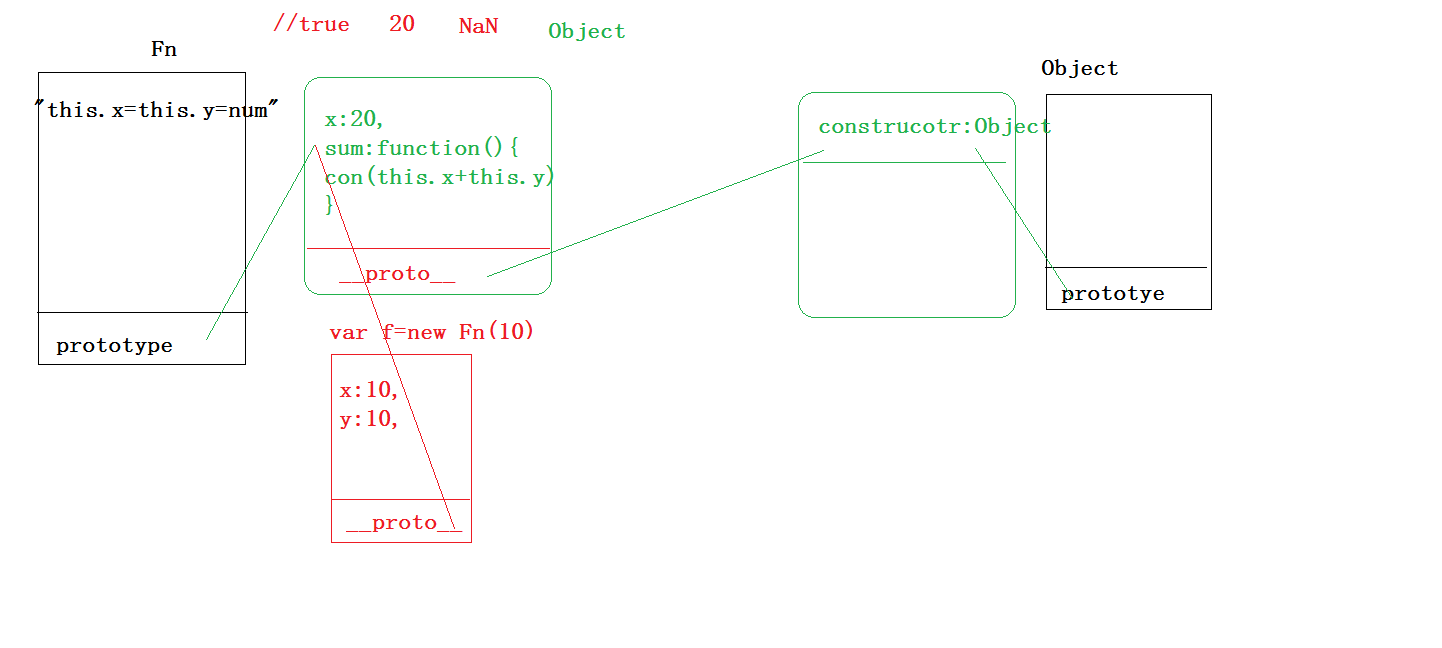 //true 20 NaN Object
Fn
"this.x=this.y=num"
prototype
x:20,
sum:function(){
con(this.x+this.y)
}
__proto__
var f=new Fn(10)
x:10,
y:10,
__proto__
construcotr:Object
Object
prototye